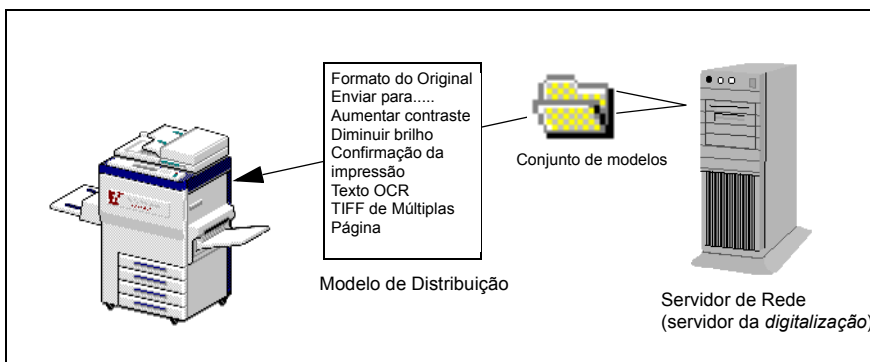 Formato do Original
Enviar para.....
Aumentar contraste
Diminuir brilho
Confirmação da
impressão
Texto OCR
TIFF de Múltiplas
Página
Modelo de Distribuição
Conjunto de modelos
Servidor de Rede
(servidor da digitalização)